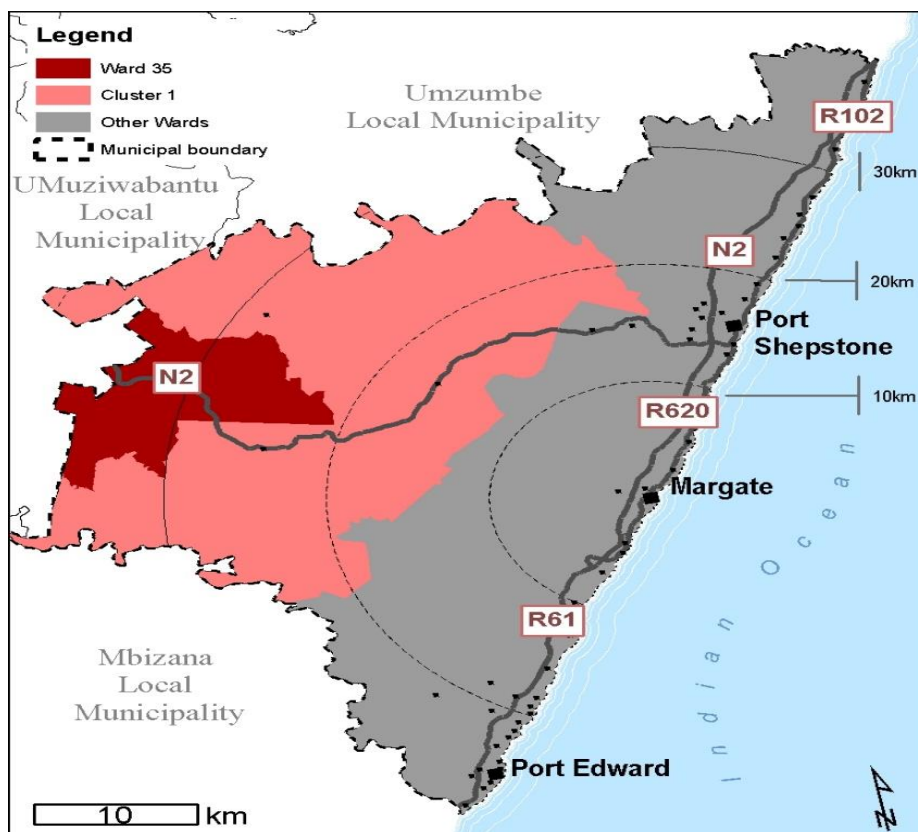 Legend
Ward 35
Cluster 1
Other Wards
Municipal boundary
Umzumbe
Local Municipality
R102
30km
UMuziwabantu
Local
Municipality
N2
20km
Port
Shepstone
N2
10km
R620
Margate
Indian Ocean
R61
Mbizana
Local
Municipality
Port Edward
10 km
N